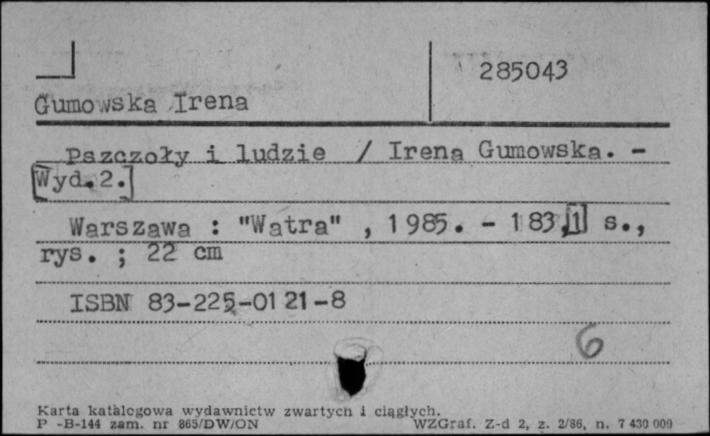 285043
Gumowska Irena
Pszczoły i ludzie / Irena Gumowska. -
[Wyd.2.]
Warszawa : "Watra" , 1985. - 183,[1] s.,
rys. ; 22 cm
ISBN 83-225-0121-8
6
Karta katalogowa wydawnictw zwartych i ciągłych.
P -B-144 zam. nr 865/DW/ON WZGraf. Z-d 2, z. 2/86, n. 7 430 000